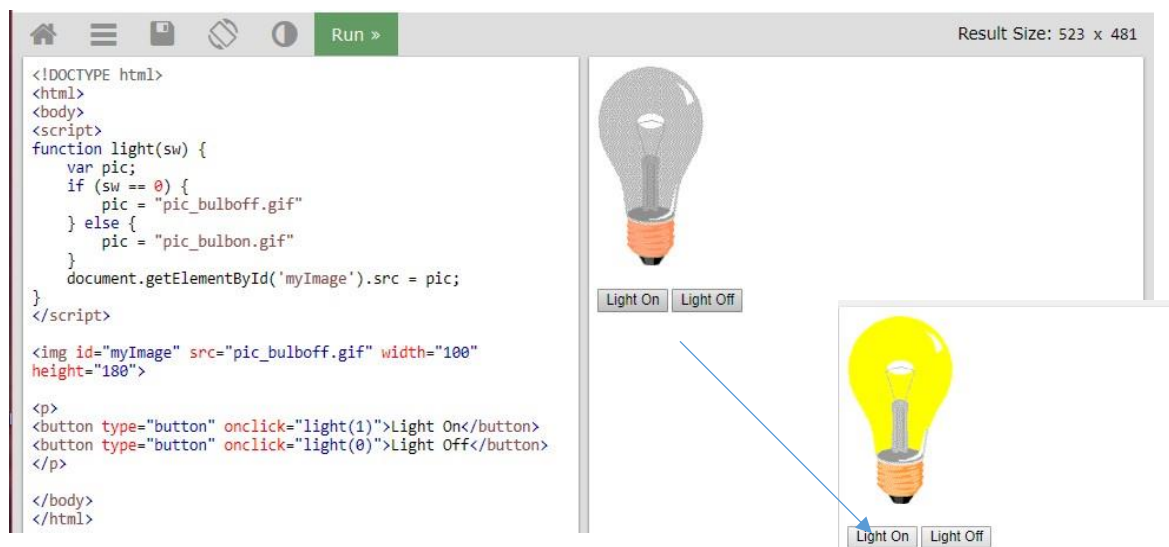 Run »
Result Size: 523 x 481
<!DOCTYPE html>
<html>
<body>
<script>
function light(sw) {
    var pic;
    if (sw == 0) {
        pic = "pic_bulboff.gif"
    } else {
        pic = "pic_bulbon.gif"
    }
    document.getElementById('myImage').src = pic;
}
</script>
<img id="myImage" src="pic_bulboff.gif" width="100"
height="180">
<p>
<button type="button" onclick="light(1)">Light On</button>
<button type="button" onclick="light(0)">Light Off</button>
</p>
</body>
</html>
Light On Light Off
Light On Light Off